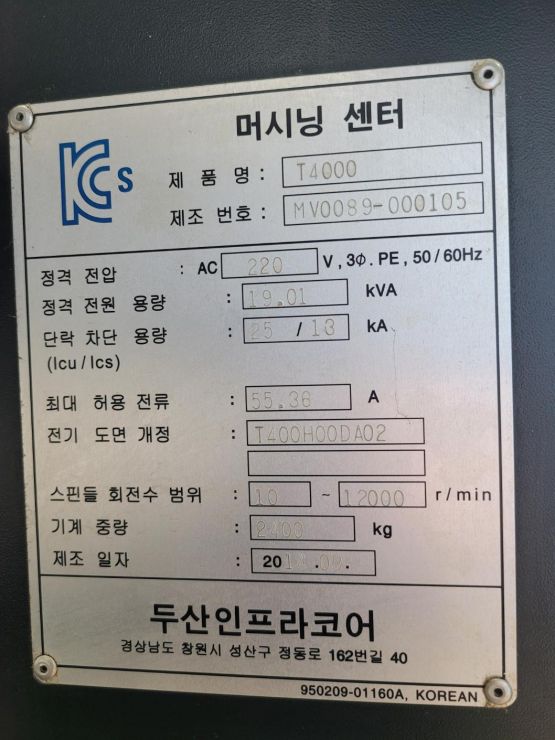 KCs
머시닝 센터
제 품 명 : T4000
제조 번호 : MV0089-000105
정격 전압 : AC 220 V , 3Φ . PE , 50 / 60Hz
정격 전원 용량 : 19.01 kVA
단락 차단 용량 : 25 / 13 kA
(Icu / Ics)
최대 허용 전류 : 55.36 A
전기 도면 개정 : T400H00DA02
스핀들 회전수 범위 : 10 ~ 12000 r / min
기계 중량 : 2400 kg
제조 일자 :
두산인프라코어
경상남도 창원시 성산구 정동로 162번길 40
950209-01160A, KOREAN